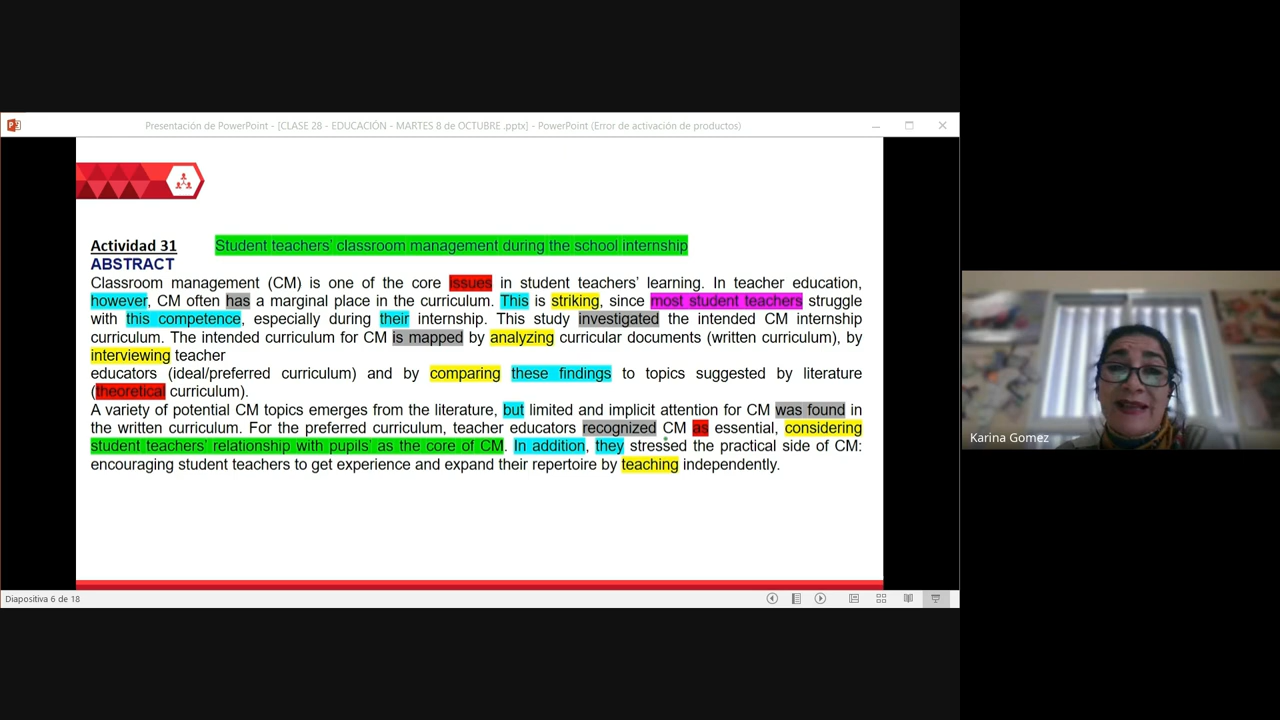 Presentación de PowerPoint - [CLASE 28 - EDUCACIÓN - MARTES 8 de OCTUBRE .pptx] - PowerPoint (Error de activación de productos)
Actividad 31 Student teachers' classroom management during the school internship
ABSTRACT
Classroom management (CM) is one of the core issues in student teachers' learning. In teacher education,
however, CM often has a marginal place in the curriculum. This is striking, since most student teachers struggle
with this competence, especially during their internship. This study investigated the intended CM internship
curriculum. The intended curriculum for CM is mapped by analyzing curricular documents (written curriculum), by
interviewing teacher
educators (ideal/preferred curriculum) and by comparing these findings to topics suggested by literature
(theoretical curriculum).
A variety of potential CM topics emerges from the literature, but limited and implicit attention for CM was found in
the written curriculum. For the preferred curriculum, teacher educators recognized CM as essential, considering
student teachers' relationship with pupils' as the core of CM. In addition, they stressed the practical side of CM:
encouraging student teachers to get experience and expand their repertoire by teaching independently.
Karina Gomez
Diapositiva 6 de 18